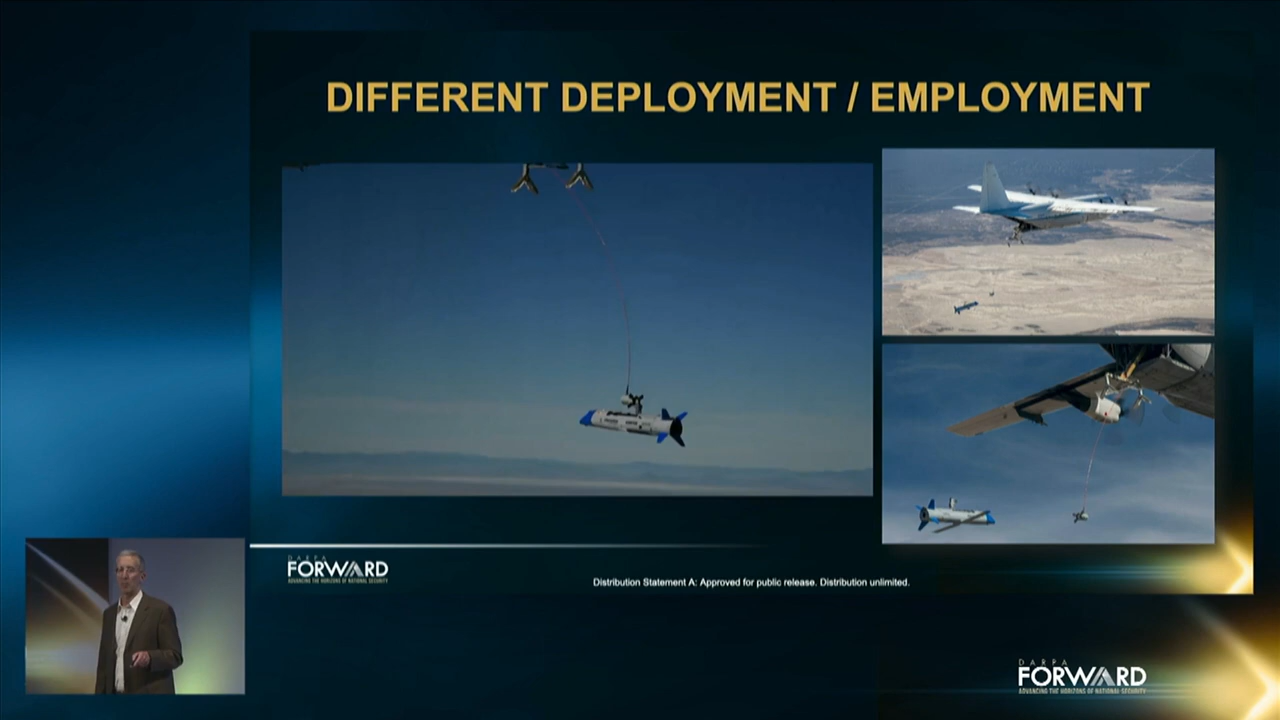 DIFFERENT DEPLOYMENT / EMPLOYMENT
DARPA
FORWARD
ADVANCING THE HORIZONS OF NATIONAL SECURITY
Distribution Statement A: Approved for public release. Distribution unlimited.
DARPA
FORWARD
ADVANCING THE HORIZONS OF NATIONAL SECURITY